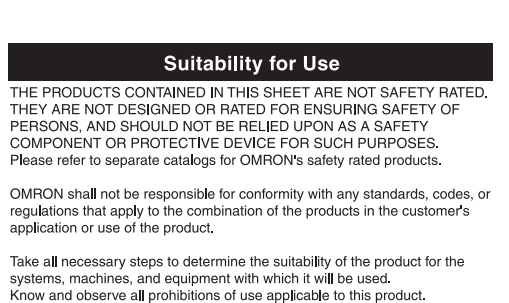 Suitability for Use
THE PRODUCTS CONTAINED IN THIS SHEET ARE NOT SAFETY RATED.
THEY ARE NOT DESIGNED OR RATED FOR ENSURING SAFETY OF
PERSONS, AND SHOULD NOT BE RELIED UPON AS A SAFETY
COMPONENT OR PROTECTIVE DEVICE FOR SUCH PURPOSES.
Please refer to separate catalogs for OMRON's safety rated products.
OMRON shall not be responsible for conformity with any standards, codes, or
regulations that apply to the combination of the products in the customer's
application or use of the product.
Take all necessary steps to determine the suitability of the product for the
systems, machines, and equipment with which it will be used.
Know and observe all prohibitions of use applicable to this product.